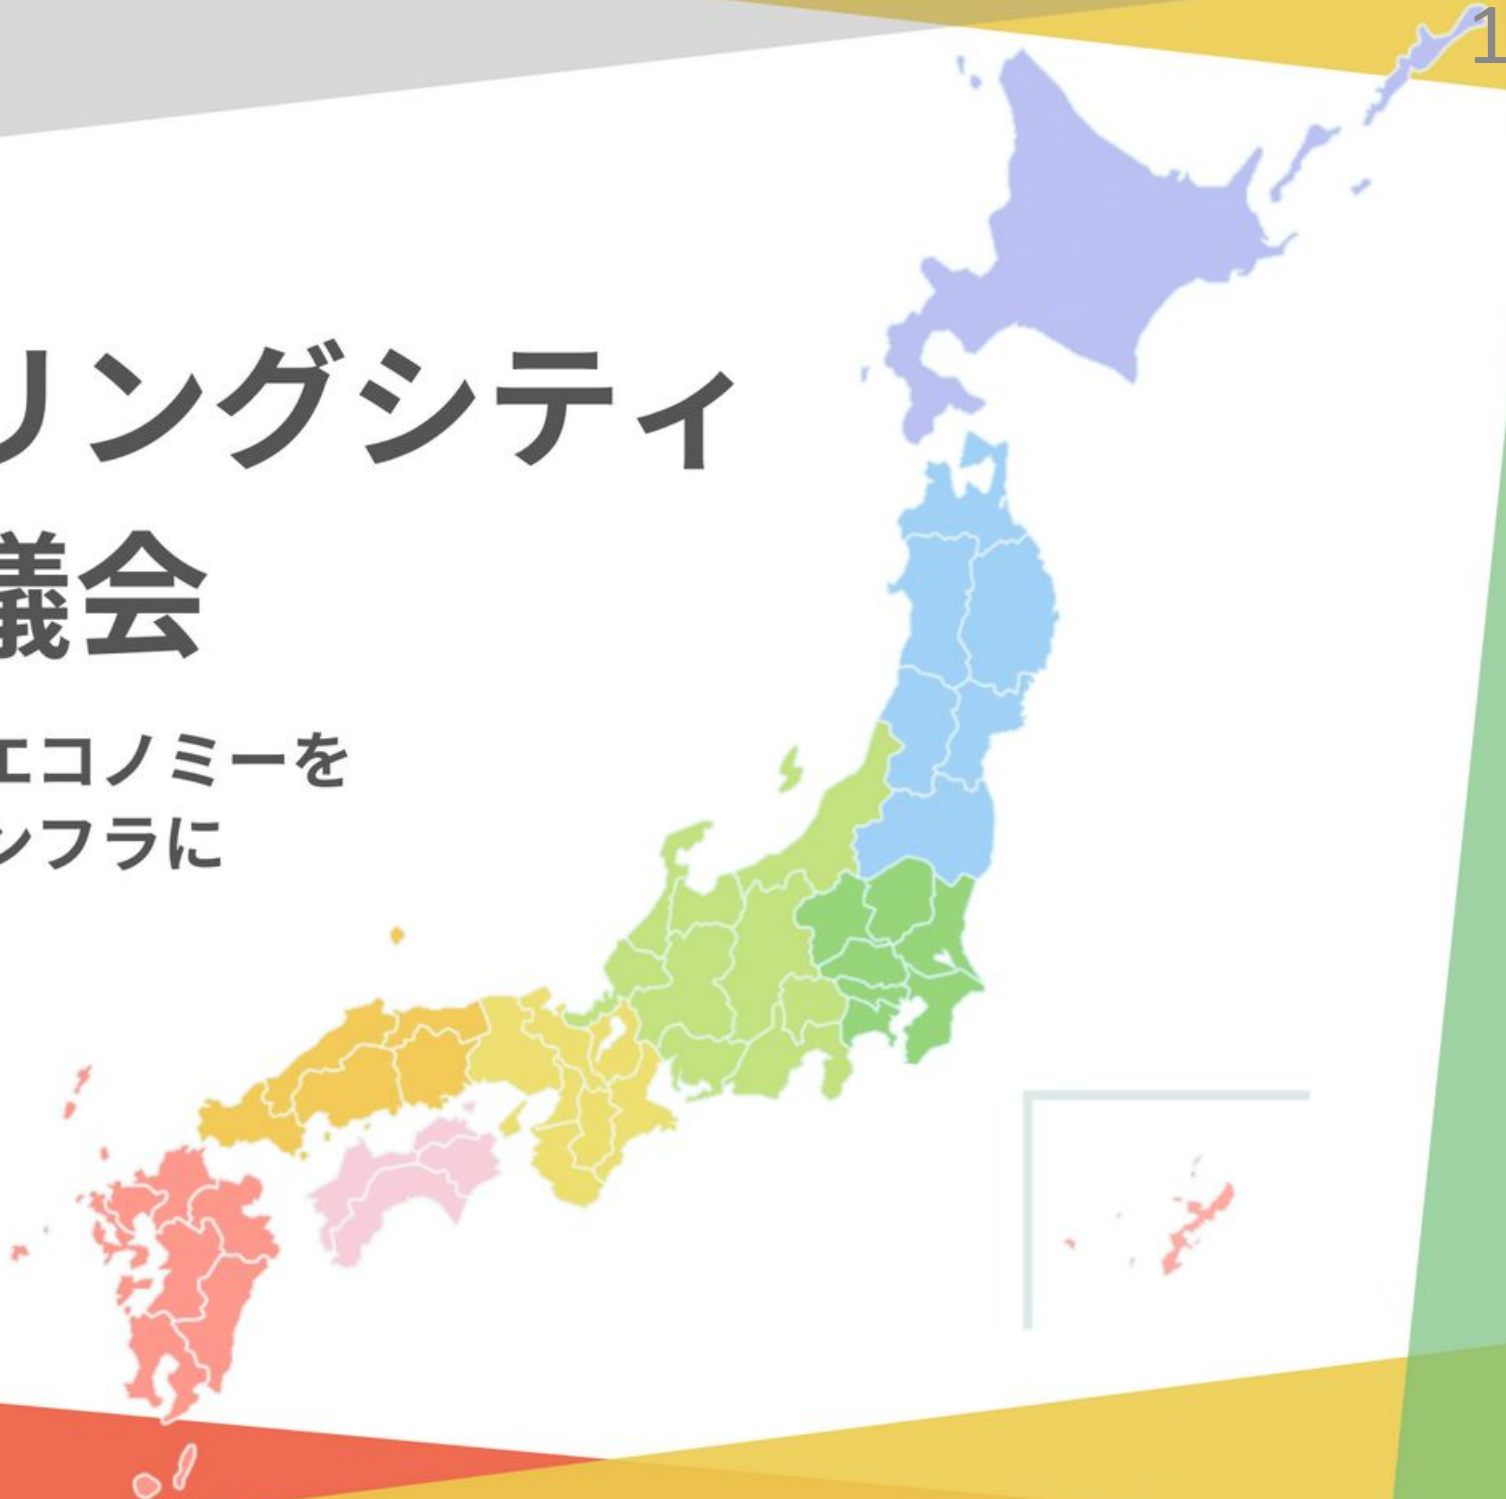 1
リングシティ
議会
エコノミーを
ンフラに